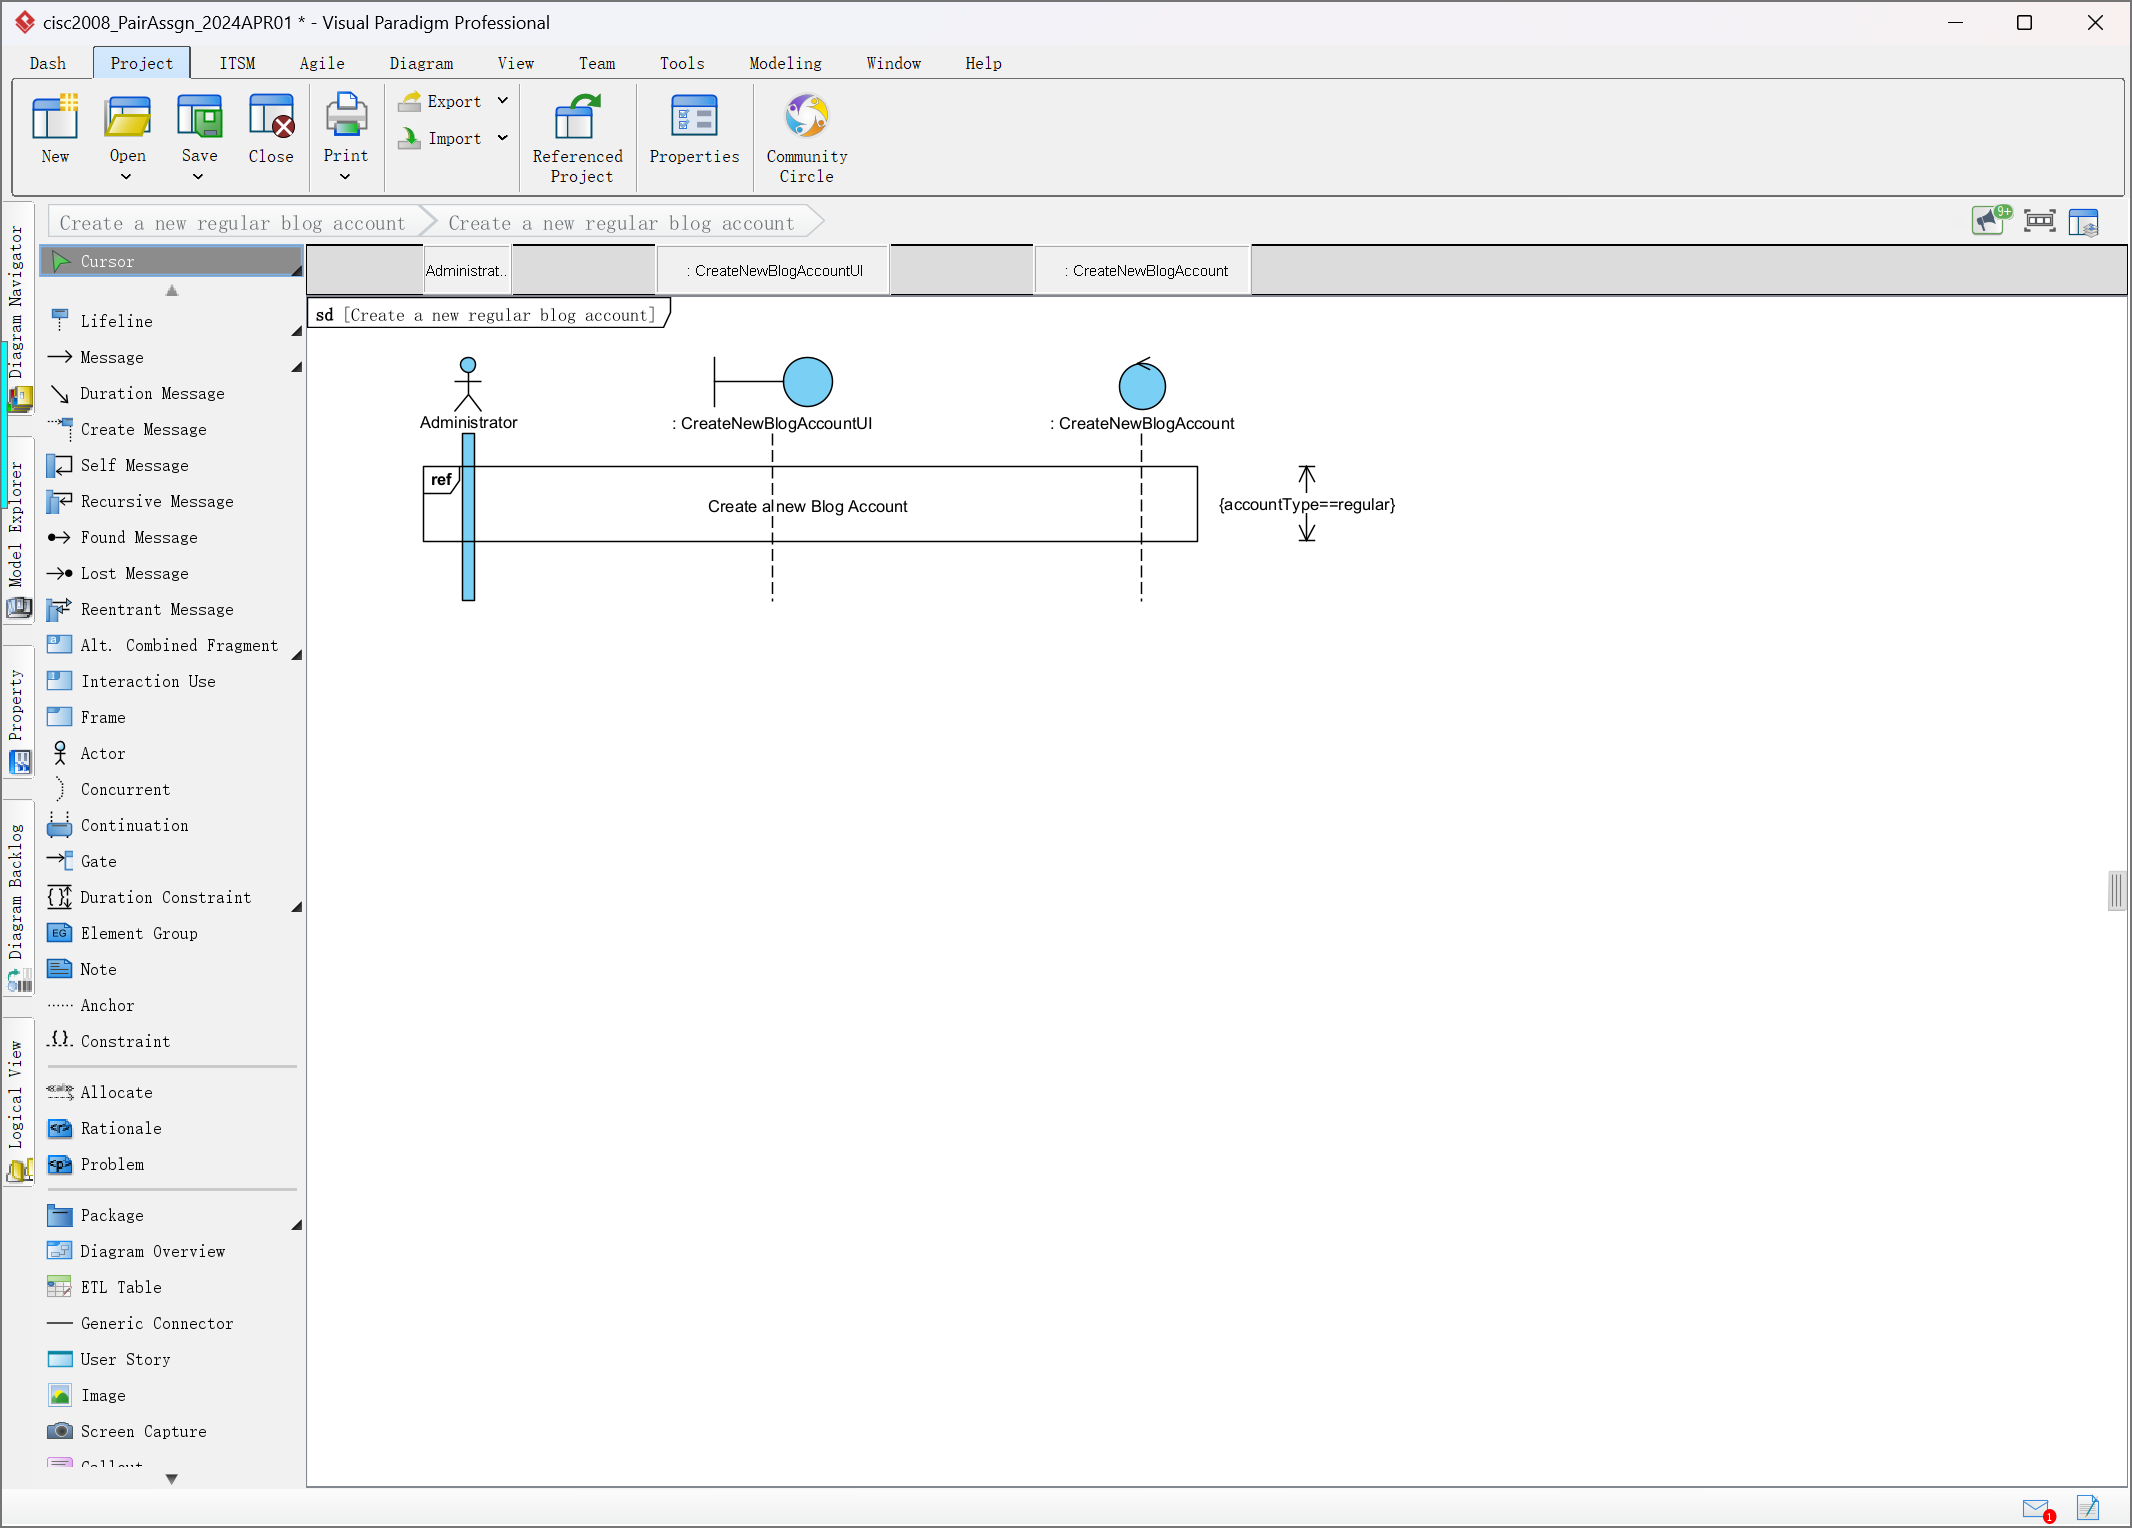 cisc2008_PairAssgn_2024APR01 * - Visual Paradigm Professional
Dash Project ITSM Agile Diagram View Team Tools Modeling Window Help
New Open Save Close Print Export Import Referenced Project Properties Community Circle
Create a new regular blog account Create a new regular blog account
9+
Diagram Navigator
Model Explorer
Property
Diagram Backlog
Logical View
Cursor
Lifeline
Message
Duration Message
Create Message
Self Message
Recursive Message
Found Message
Lost Message
Reentrant Message
Alt. Combined Fragment
Interaction Use
Frame
Actor
Concurrent
Continuation
Gate
Duration Constraint
EG Element Group
Note
Anchor
{} Constraint
Allocate
<r> Rationale
<p> Problem
Package
Diagram Overview
ETL Table
Generic Connector
User Story
Image
Screen Capture
Callout
Administrat.. : CreateNewBlogAccountUI : CreateNewBlogAccount
sd [Create a new regular blog account]
Administrator : CreateNewBlogAccountUI : CreateNewBlogAccount
ref
Create a new Blog Account
{accountType==regular}
1